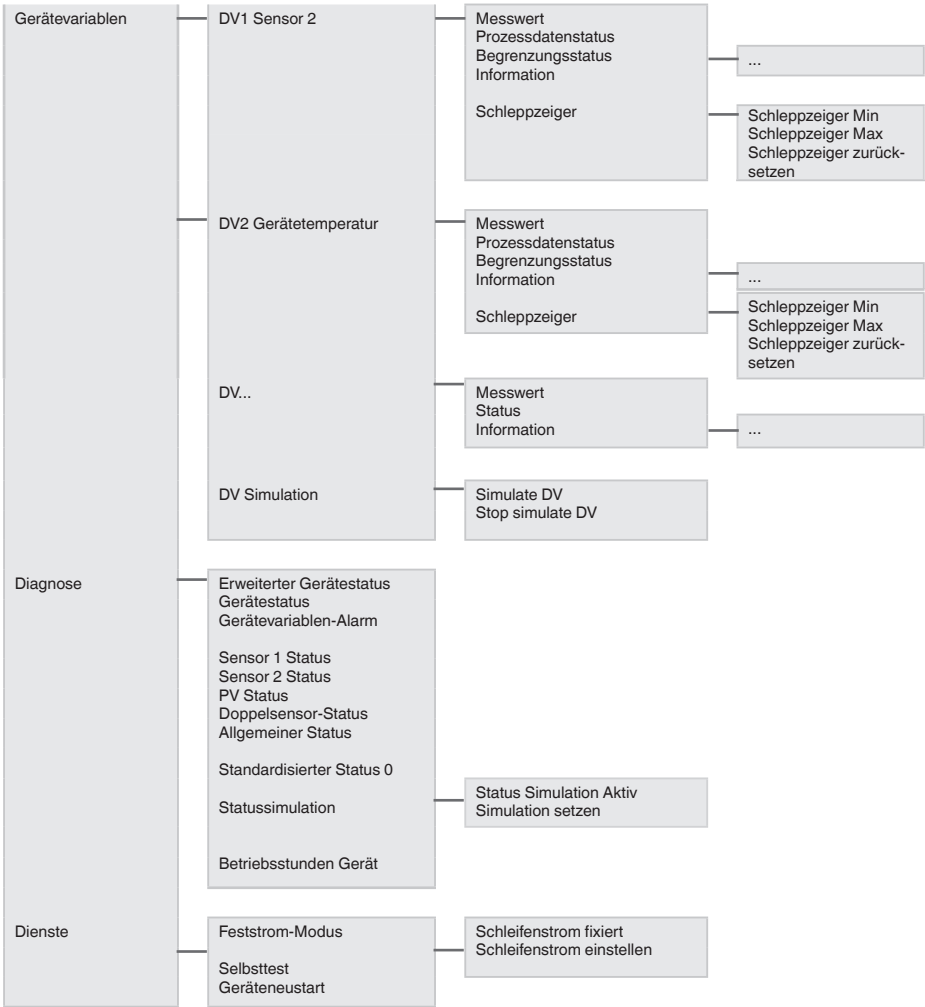 Gerätevariablen
DV1 Sensor 2
Messwert
Prozessdatenstatus
Begrenzungsstatus
Information
...
Schleppzeiger
Schleppzeiger Min
Schleppzeiger Max
Schleppzeiger zurück-
setzen
DV2 Gerätetemperatur
Messwert
Prozessdatenstatus
Begrenzungsstatus
Information
...
Schleppzeiger
Schleppzeiger Min
Schleppzeiger Max
Schleppzeiger zurück-
setzen
DV...
Messwert
Status
Information
...
DV Simulation
Simulate DV
Stop simulate DV
Diagnose
Erweiterter Gerätestatus
Gerätestatus
Gerätevariablen-Alarm
Sensor 1 Status
Sensor 2 Status
PV Status
Doppelsensor-Status
Allgemeiner Status
Standardisierter Status 0
Statussimulation
Status Simulation Aktiv
Simulation setzen
Betriebsstunden Gerät
Dienste
Feststrom-Modus
Schleifenstrom fixiert
Schleifenstrom einstellen
Selbsttest
Geräteneustart